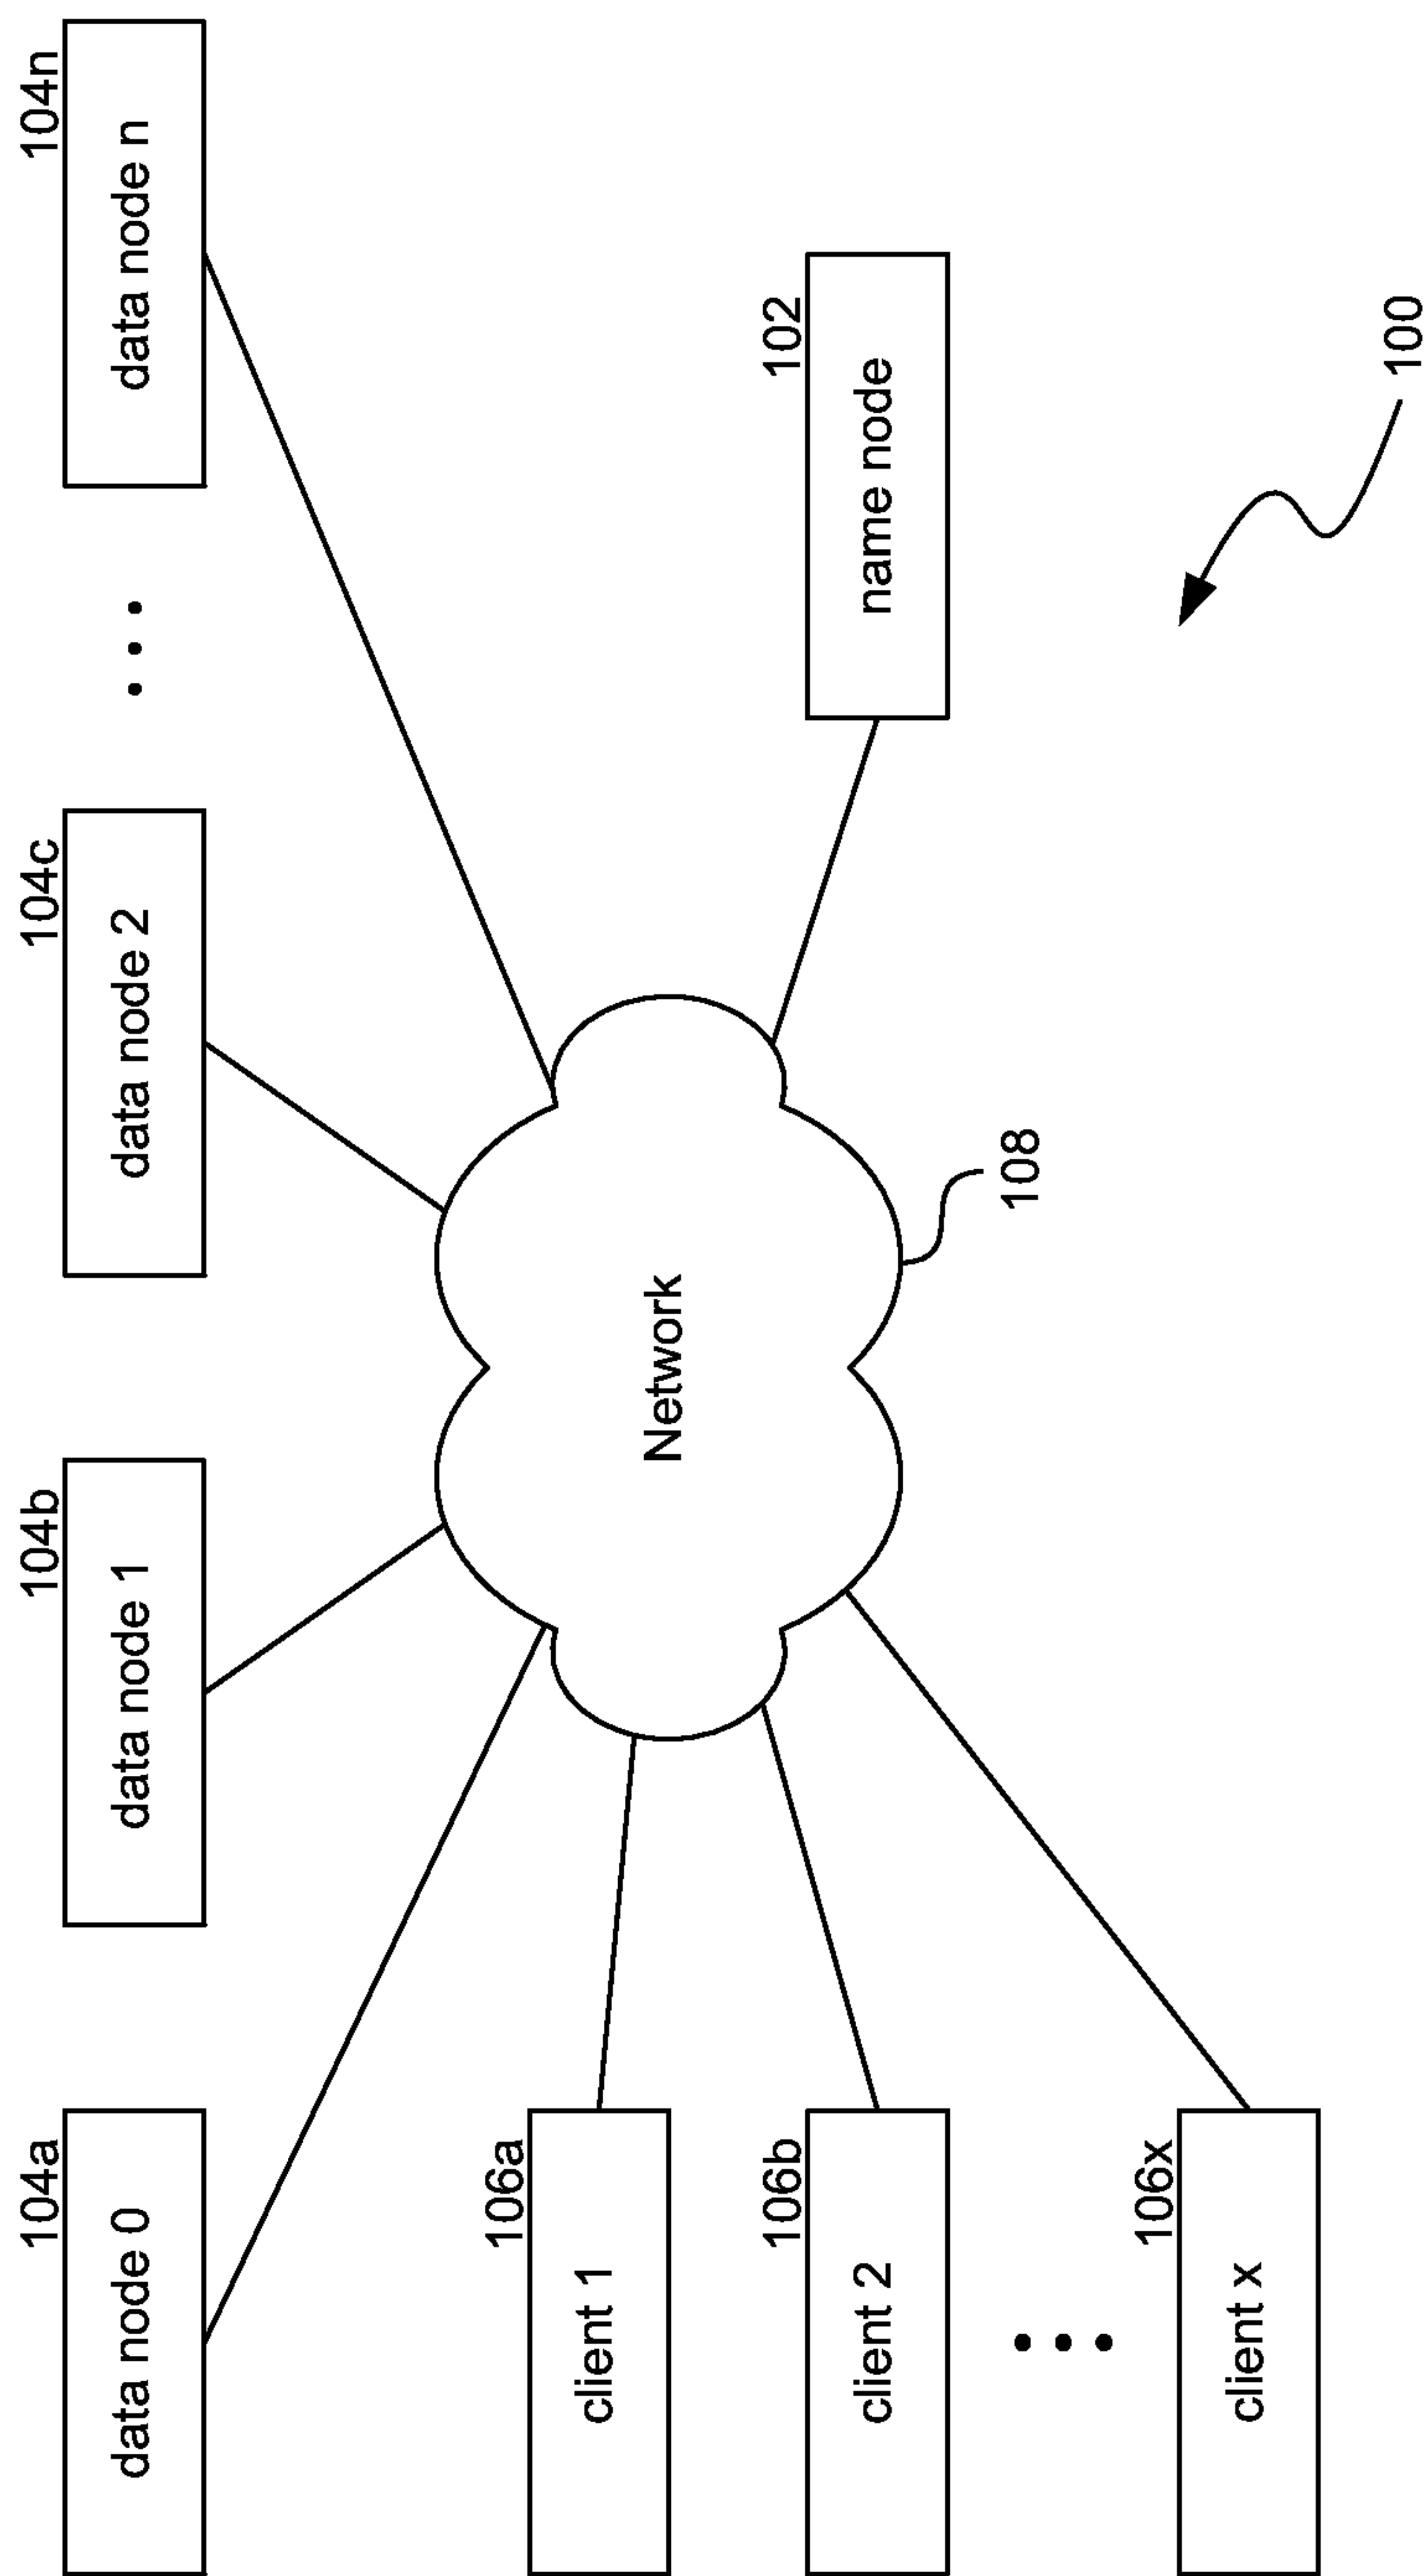 104a
data node 0
104b
data node 1
104c
data node 2
...
104n
data node n
106a
client 1
Network
106b
client 2
102
name node
108
...
106x
client x
100